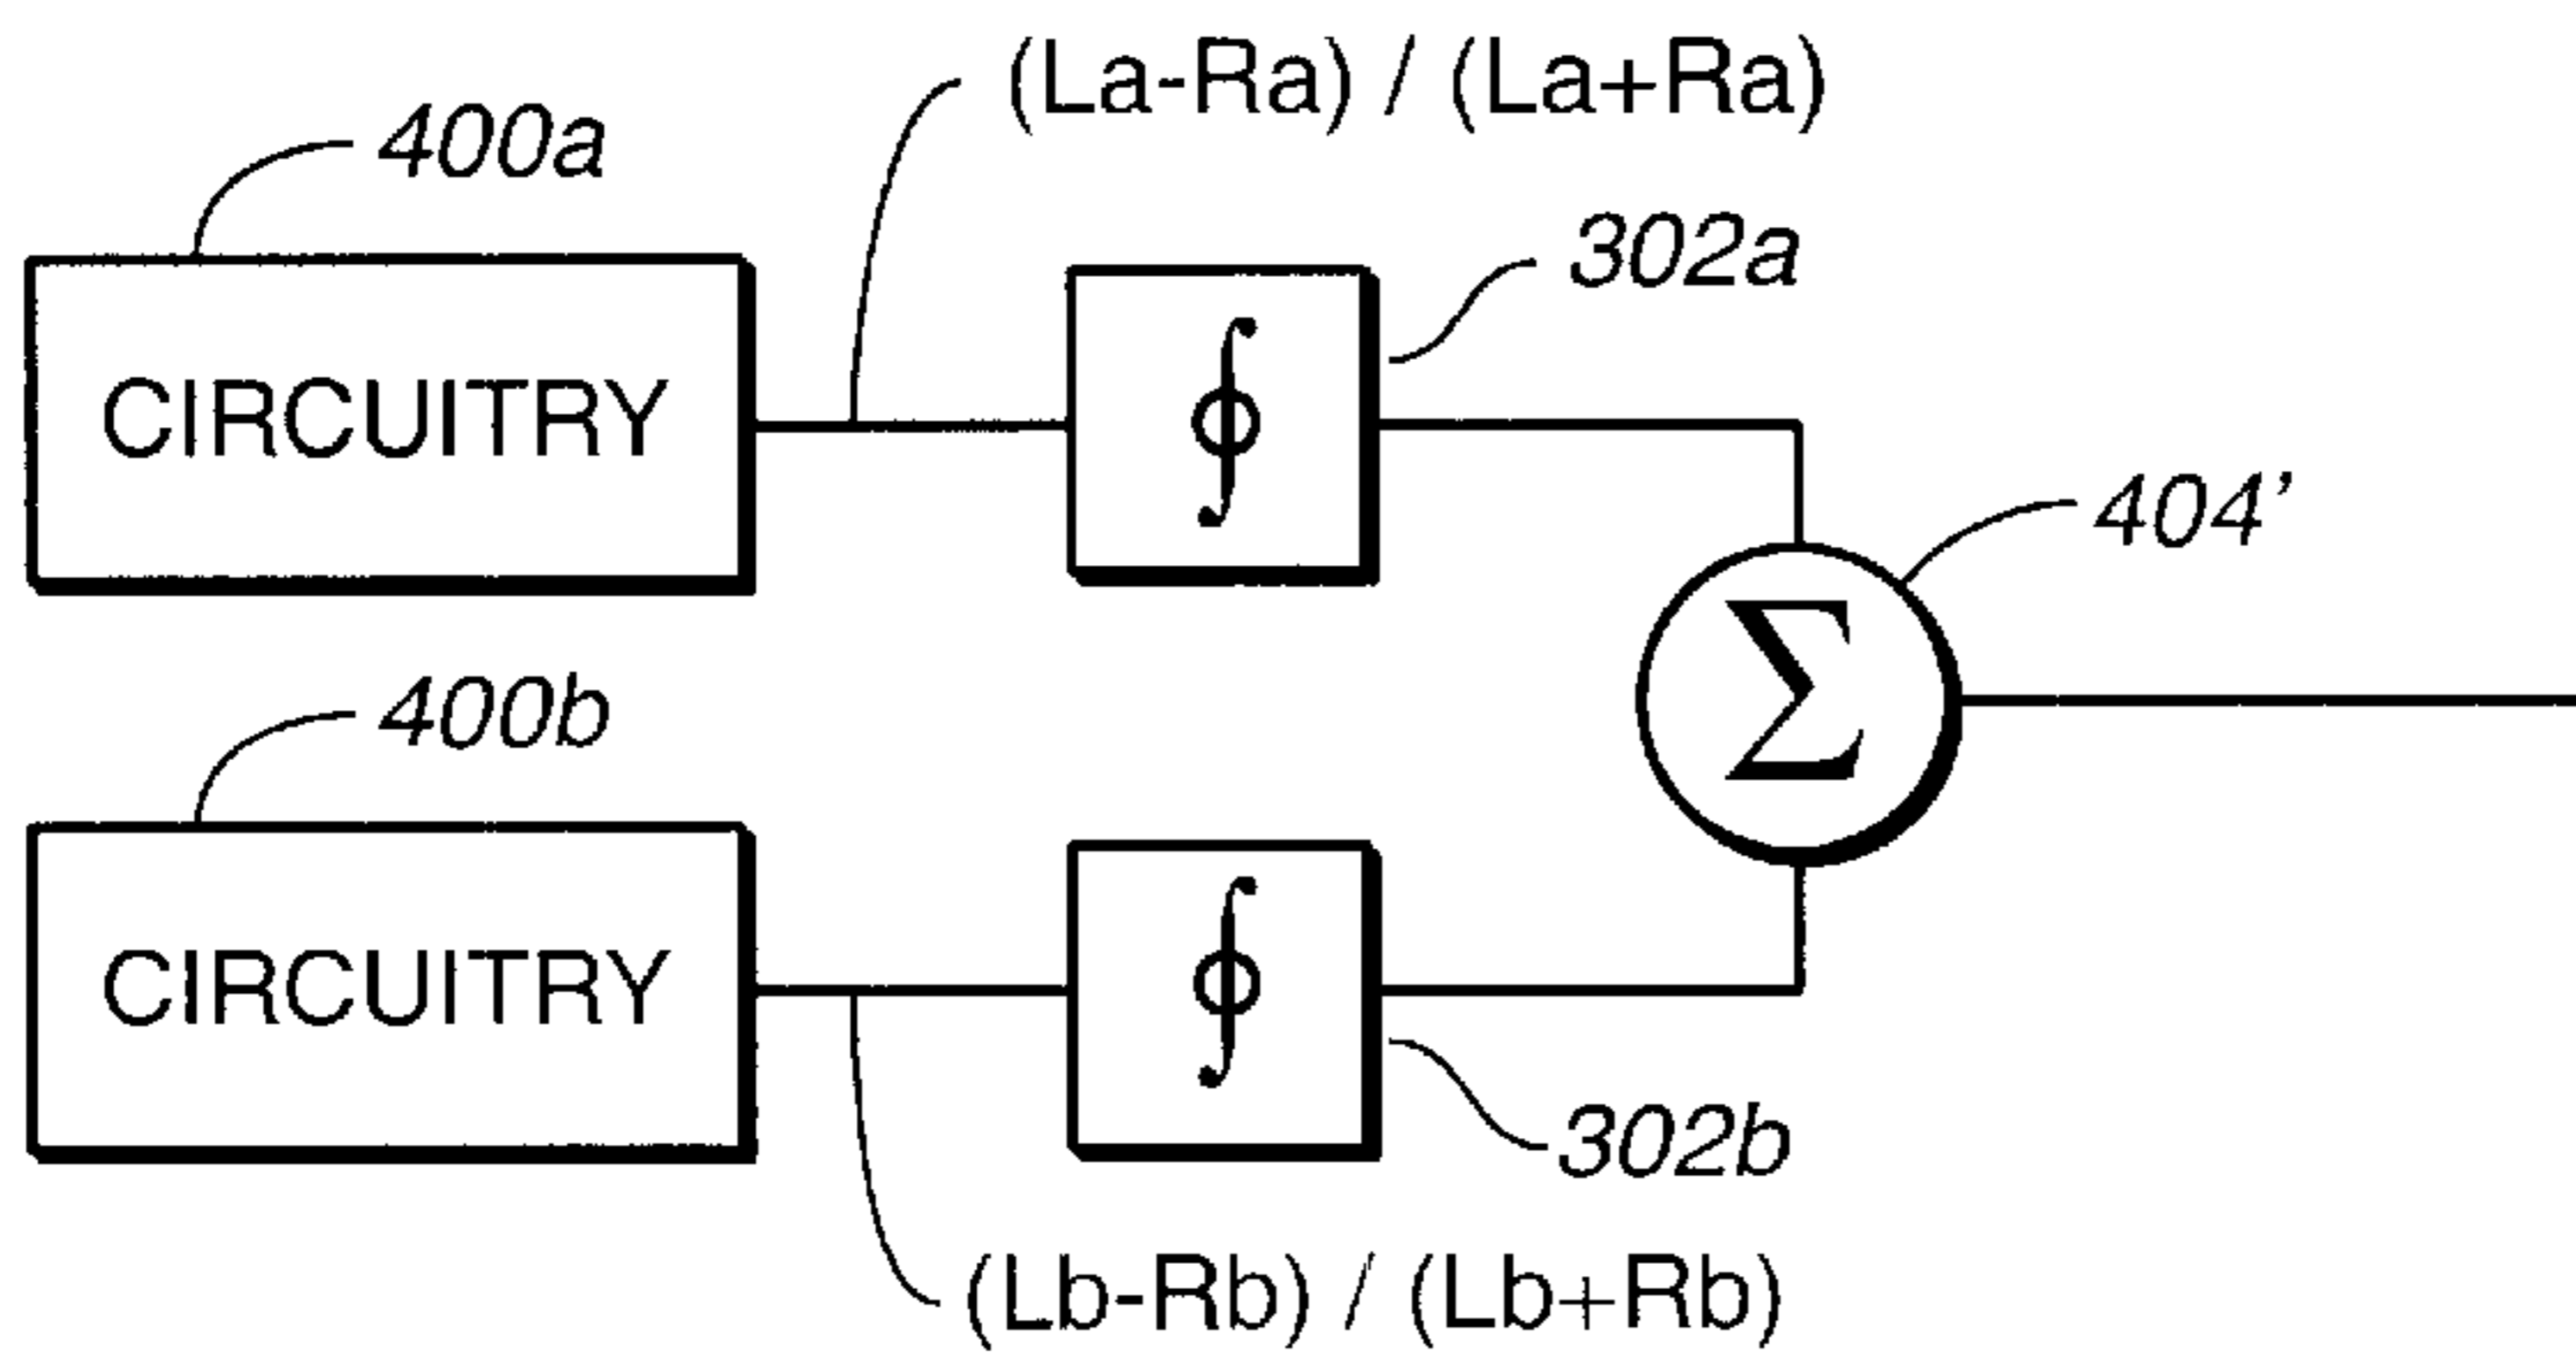 (La-Ra) / (La+Ra)
400a
302a
CIRCUITRY
∮
404’
Σ
400b
CIRCUITRY
∮
302b
(Lb-Rb) / (Lb+Rb)